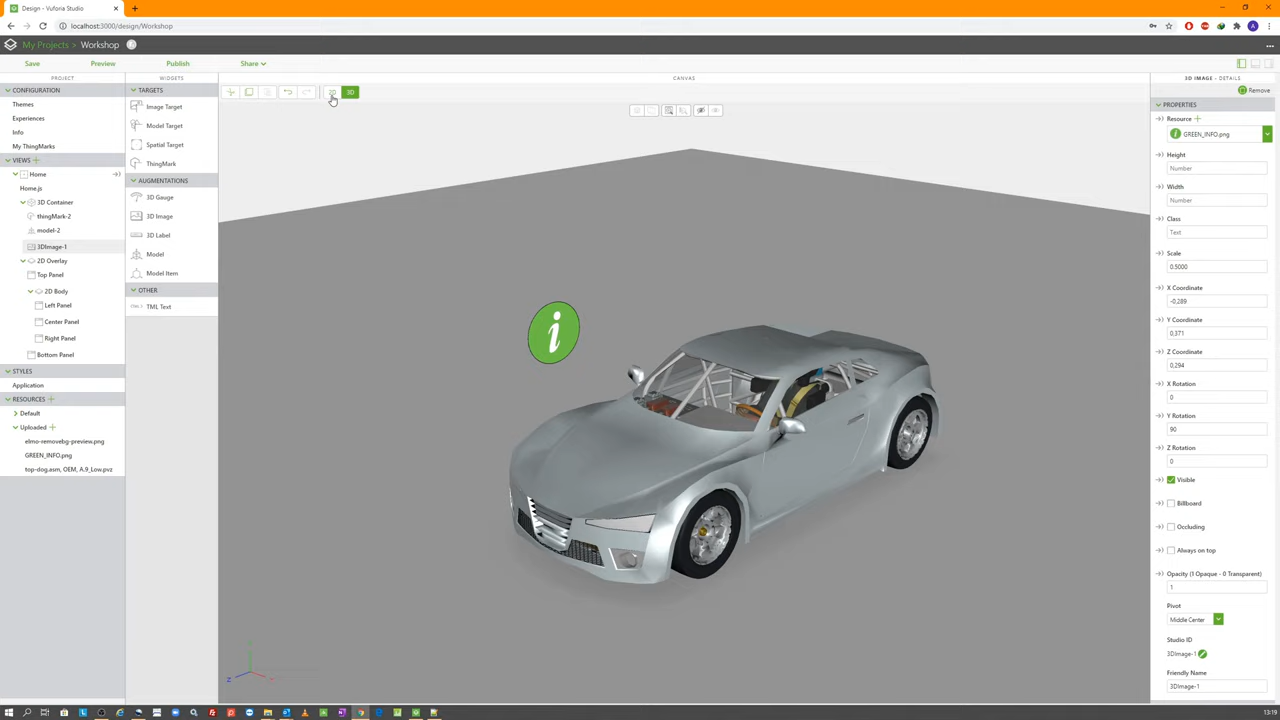 Design - Vuforia Studio
localhost:3000/design/Workshop
My Projects > Workshop
Save
Preview
Publish
Share
PROJECT
WIDGETS
CANVAS
3D IMAGE - DETAILS
CONFIGURATION
Themes
Experiences
Info
My ThingMarks
VIEWS
Home
Home.js
3D Container
thingMark-2
model-2
3DImage-1
2D Overlay
Top Panel
2D Body
Left Panel
Center Panel
Right Panel
Bottom Panel
STYLES
Application
RESOURCES
Default
Uploaded
elmo-removebg-preview.png
GREEN_INFO.png
top-dog.asm, OEM, A.9_Low.pvz
TARGETS
Image Target
Model Target
Spatial Target
ThingMark
AUGMENTATIONS
3D Gauge
3D Image
3D Label
Model
Model Item
OTHER
TML Text
2D
3D
i
Z
Remove
PROPERTIES
Resource
GREEN_INFO.png
Height
Number
Width
Number
Class
Text
Scale
0.5000
X Coordinate
-0,289
Y Coordinate
0,371
Z Coordinate
0,294
X Rotation
0
Y Rotation
90
Z Rotation
0
Visible
Billboard
Occluding
Always on top
Opacity (1 Opaque - 0 Transparent)
1
Pivot
Middle Center
Studio ID
3DImage-1
Friendly Name
3DImage-1
13:19